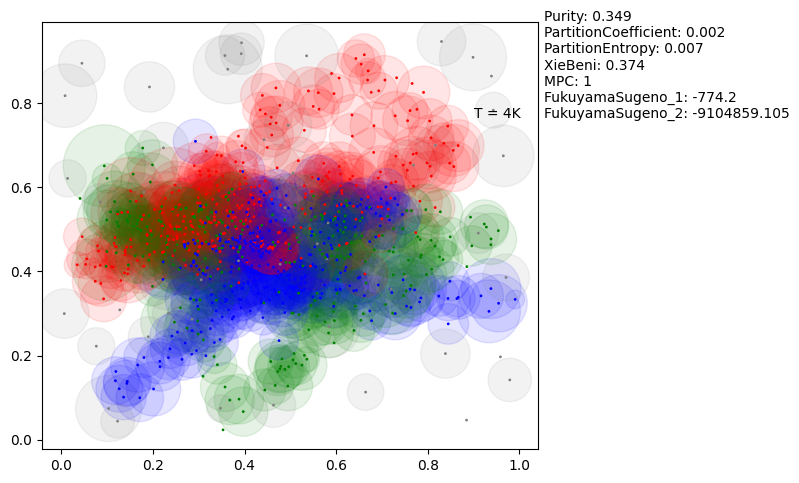 Purity: 0.349
PartitionCoefficient: 0.002
PartitionEntropy: 0.007
XieBeni: 0.374
MPC: 1
FukuyamaSugeno_1: -774.2
FukuyamaSugeno_2: -9104859.105
T = 4K
0.8
0.6
0.4
0.2
0.0
0.0 0.2 0.4 0.6 0.8 1.0